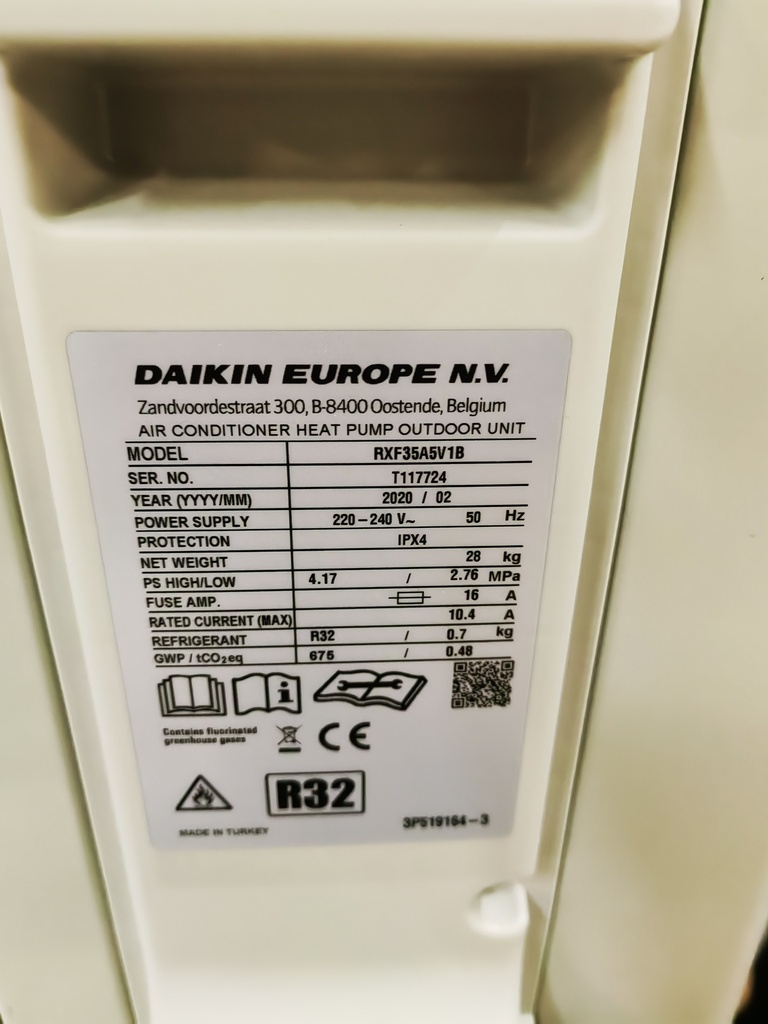 DAIKIN EUROPE N.V.
Zandvoordestraat 300, B-8400 Oostende, Belgium
AIR CONDITIONER HEAT PUMP OUTDOOR UNIT
MODEL RXF35A5V1B
SER. NO. T117724
YEAR (YYYY/MM) 2020 / 02
POWER SUPPLY 220-240 V~ 50 Hz
PROTECTION IPX4
NET WEIGHT 28 kg
PS HIGH/LOW 4.17 / 2.76 MPa
FUSE AMP. 16 A
RATED CURRENT (MAX) 10.4 A
REFRIGERANT R32 / 0.7 kg
GWP / tCO₂eq 675 / 0.48
Contains fluorinated
greenhouse gases
CE
R32
3P519164-3
MADE IN TURKEY